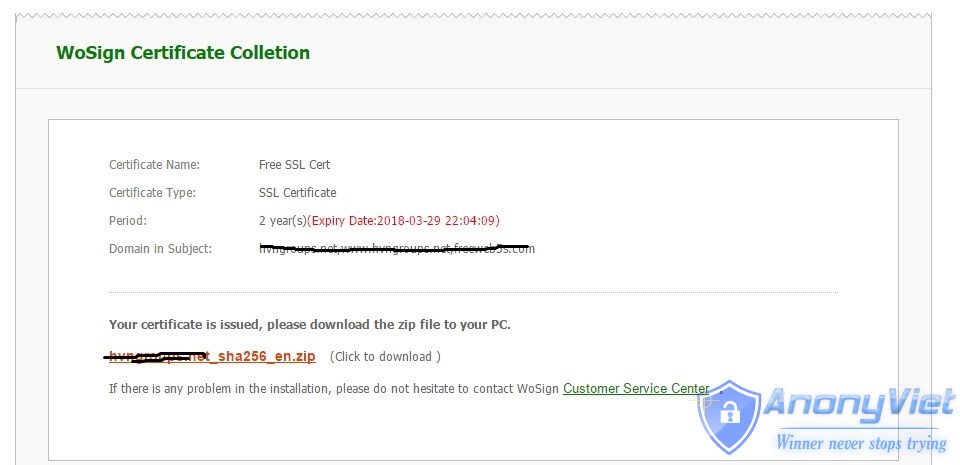 WoSign Certificate Colletion
Certificate Name: Free SSL Cert
Certificate Type: SSL Certificate
Period: 2 year(s)(Expiry Date:2018-03-29 22:04:09)
Domain in Subject:
Your certificate is issued, please download the zip file to your PC.
_sha256_en.zip (Click to download )
If there is any problem in the installation, please do not hesitate to contact WoSign Customer Service Center 。
AnonyViet
Winner never stops trying